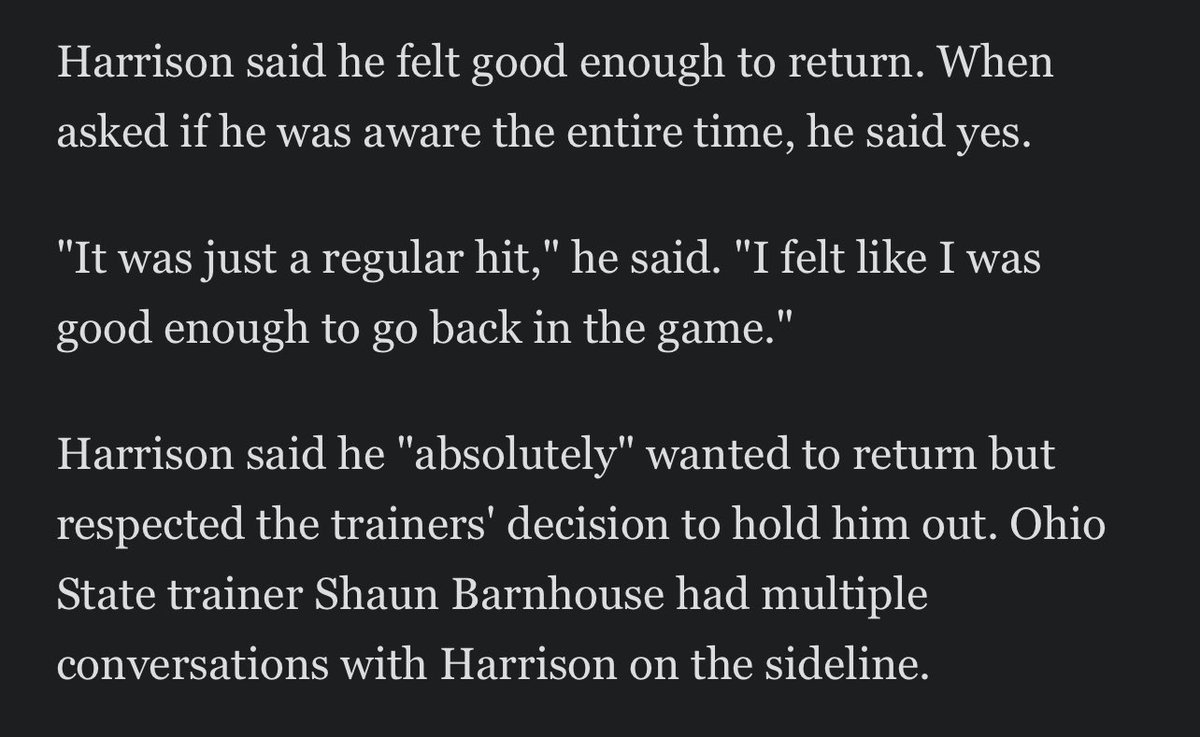 Harrison said he felt good enough to return. When
asked if he was aware the entire time, he said yes.
"It was just a regular hit," he said. "I felt like I was
good enough to go back in the game."
Harrison said he "absolutely" wanted to return but
respected the trainers' decision to hold him out. Ohio
State trainer Shaun Barnhouse had multiple
conversations with Harrison on the sideline.